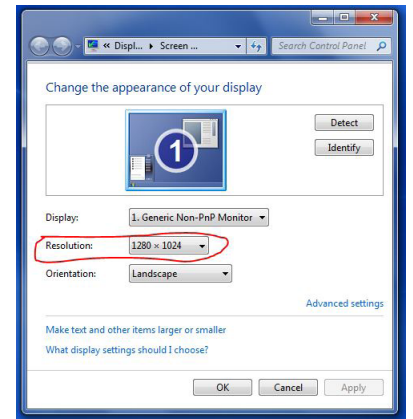 « Displ... ▸ Screen ...
Search Control Panel
Change the appearance of your display
1
Detect
Identify
Display: 1. Generic Non-PnP Monitor
Resolution: 1280 × 1024
Orientation: Landscape
Advanced settings
Make text and other items larger or smaller
What display settings should I choose?
OK Cancel Apply